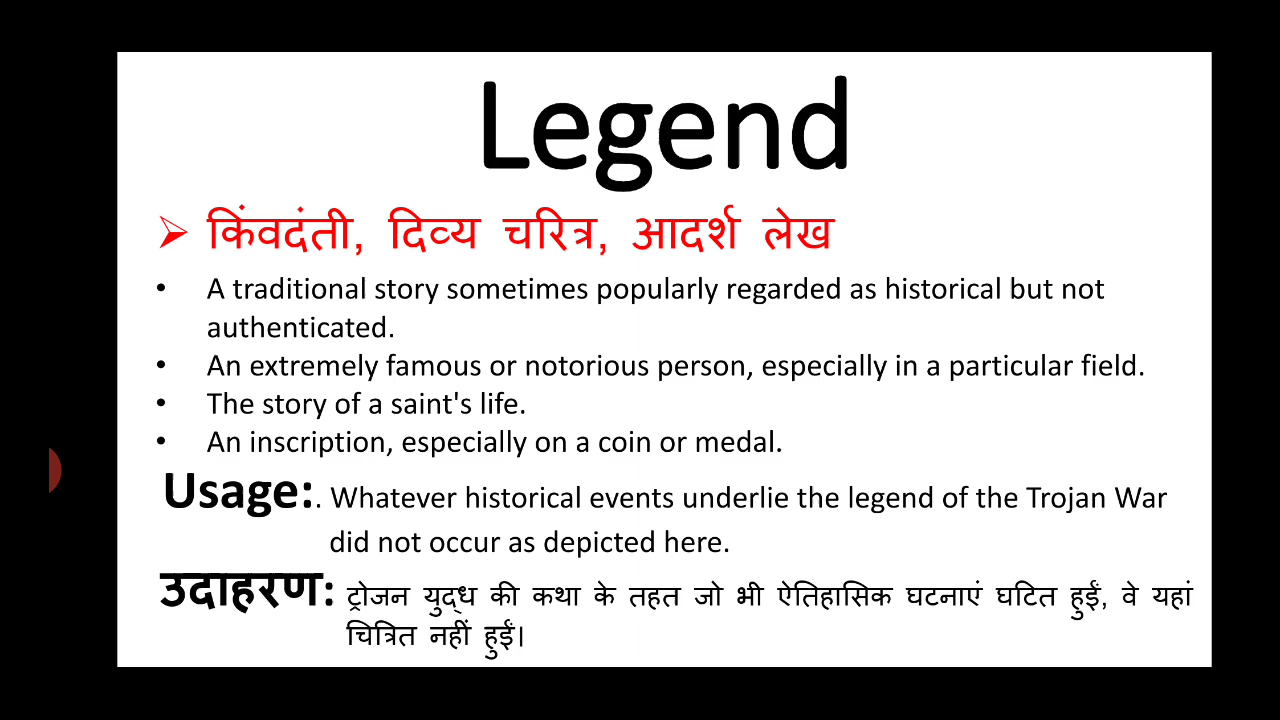 Legend
➢ किंवदंती, दिव्य चरित्र, आदर्श लेख
• A traditional story sometimes popularly regarded as historical but not
authenticated.
• An extremely famous or notorious person, especially in a particular field.
• The story of a saint's life.
• An inscription, especially on a coin or medal.
Usage:. Whatever historical events underlie the legend of the Trojan War
did not occur as depicted here.
उदाहरण: ट्रोजन युद्ध की कथा के तहत जो भी ऐतिहासिक घटनाएं घटित हुईं, वे यहां
चित्रित नहीं हुईं।